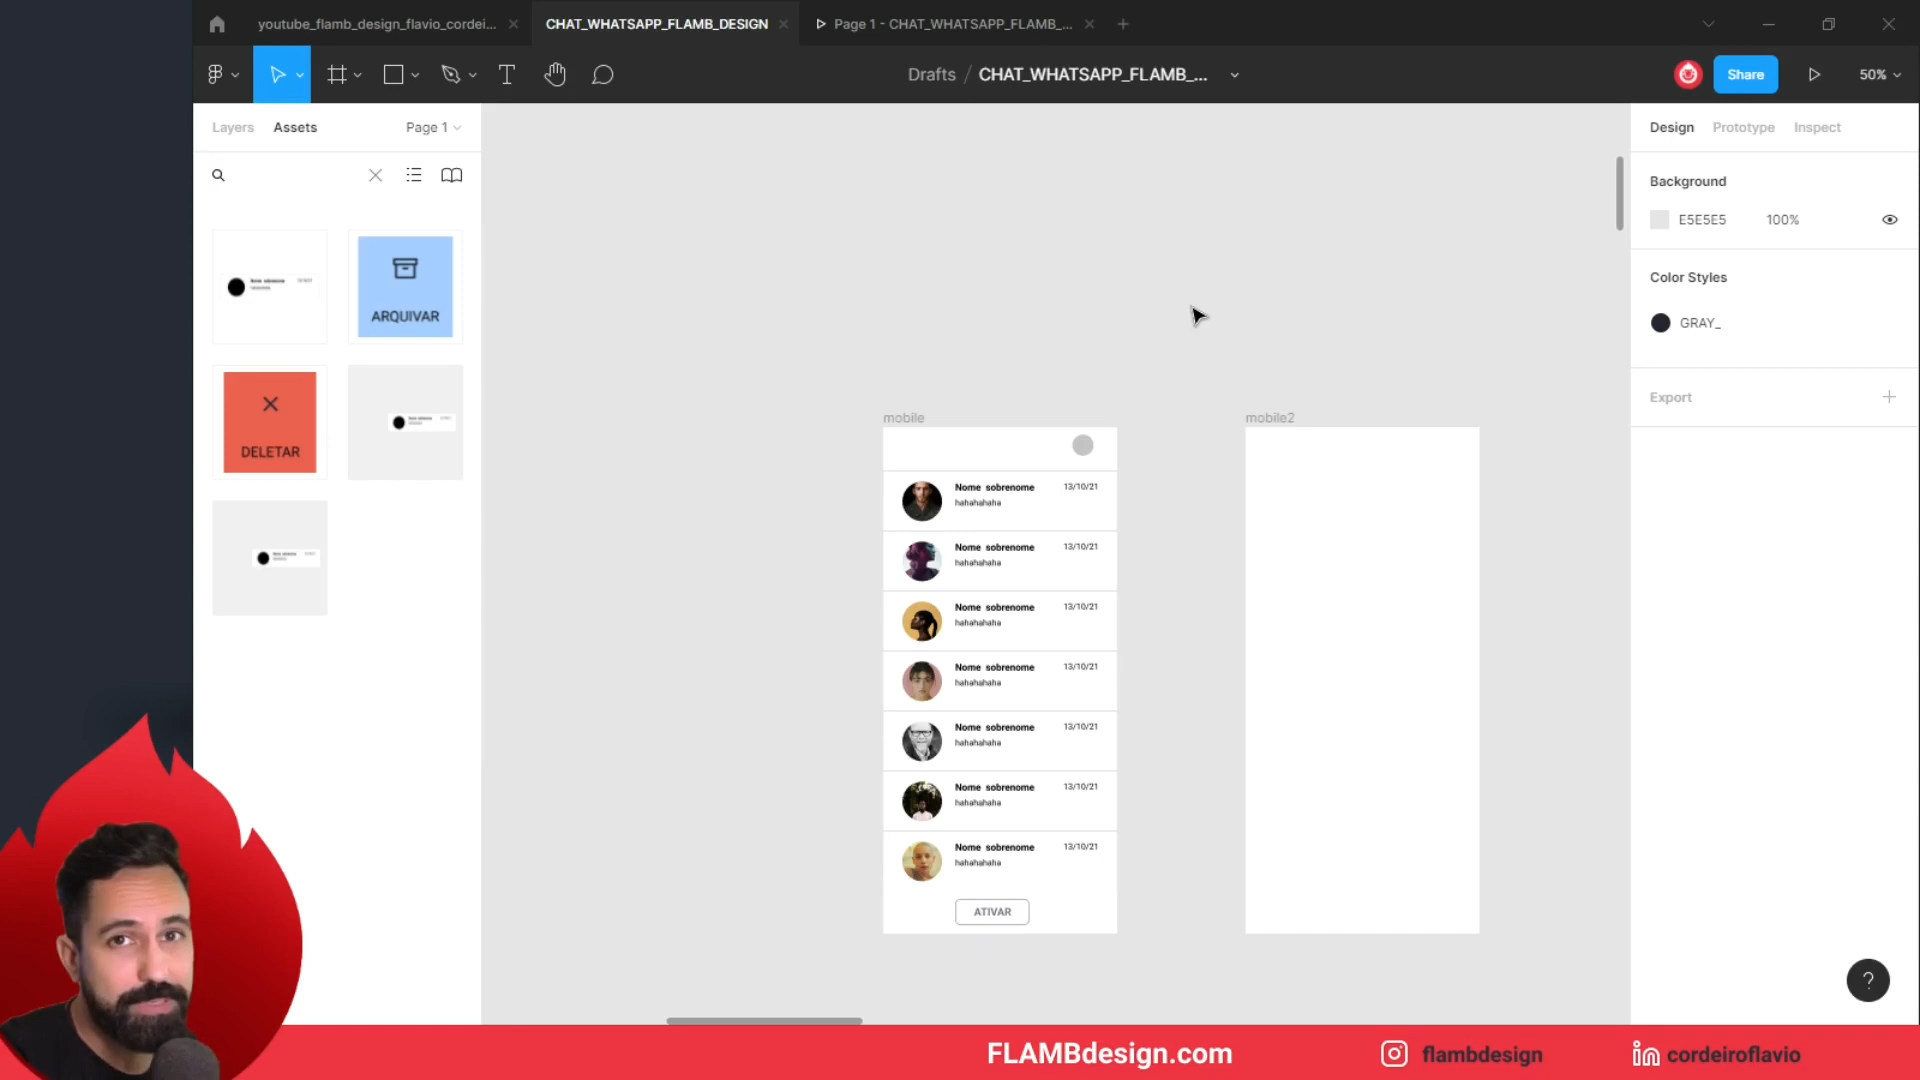 youtube_flamb_design_flavio_cordei...
CHAT_WHATSAPP_FLAMB_DESIGN
Page 1 - CHAT_WHATSAPP_FLAMB_...
Drafts / CHAT_WHATSAPP_FLAMB_...
Share
50%
Layers
Assets
Page 1
Design
Prototype
Inspect
Background
E5E5E5
100%
Color Styles
GRAY_
Export
ARQUIVAR
DELETAR
mobile
mobile2
Nome sobrenome
13/10/21
hahahahaha
Nome sobrenome
13/10/21
hahahahaha
Nome sobrenome
13/10/21
hahahahaha
Nome sobrenome
13/10/21
hahahahaha
Nome sobrenome
13/10/21
hahahahaha
Nome sobrenome
13/10/21
hahahahaha
Nome sobrenome
13/10/21
hahahahaha
ATIVAR
?
FLAMBdesign.com
flambdesign
in cordeiroflavio